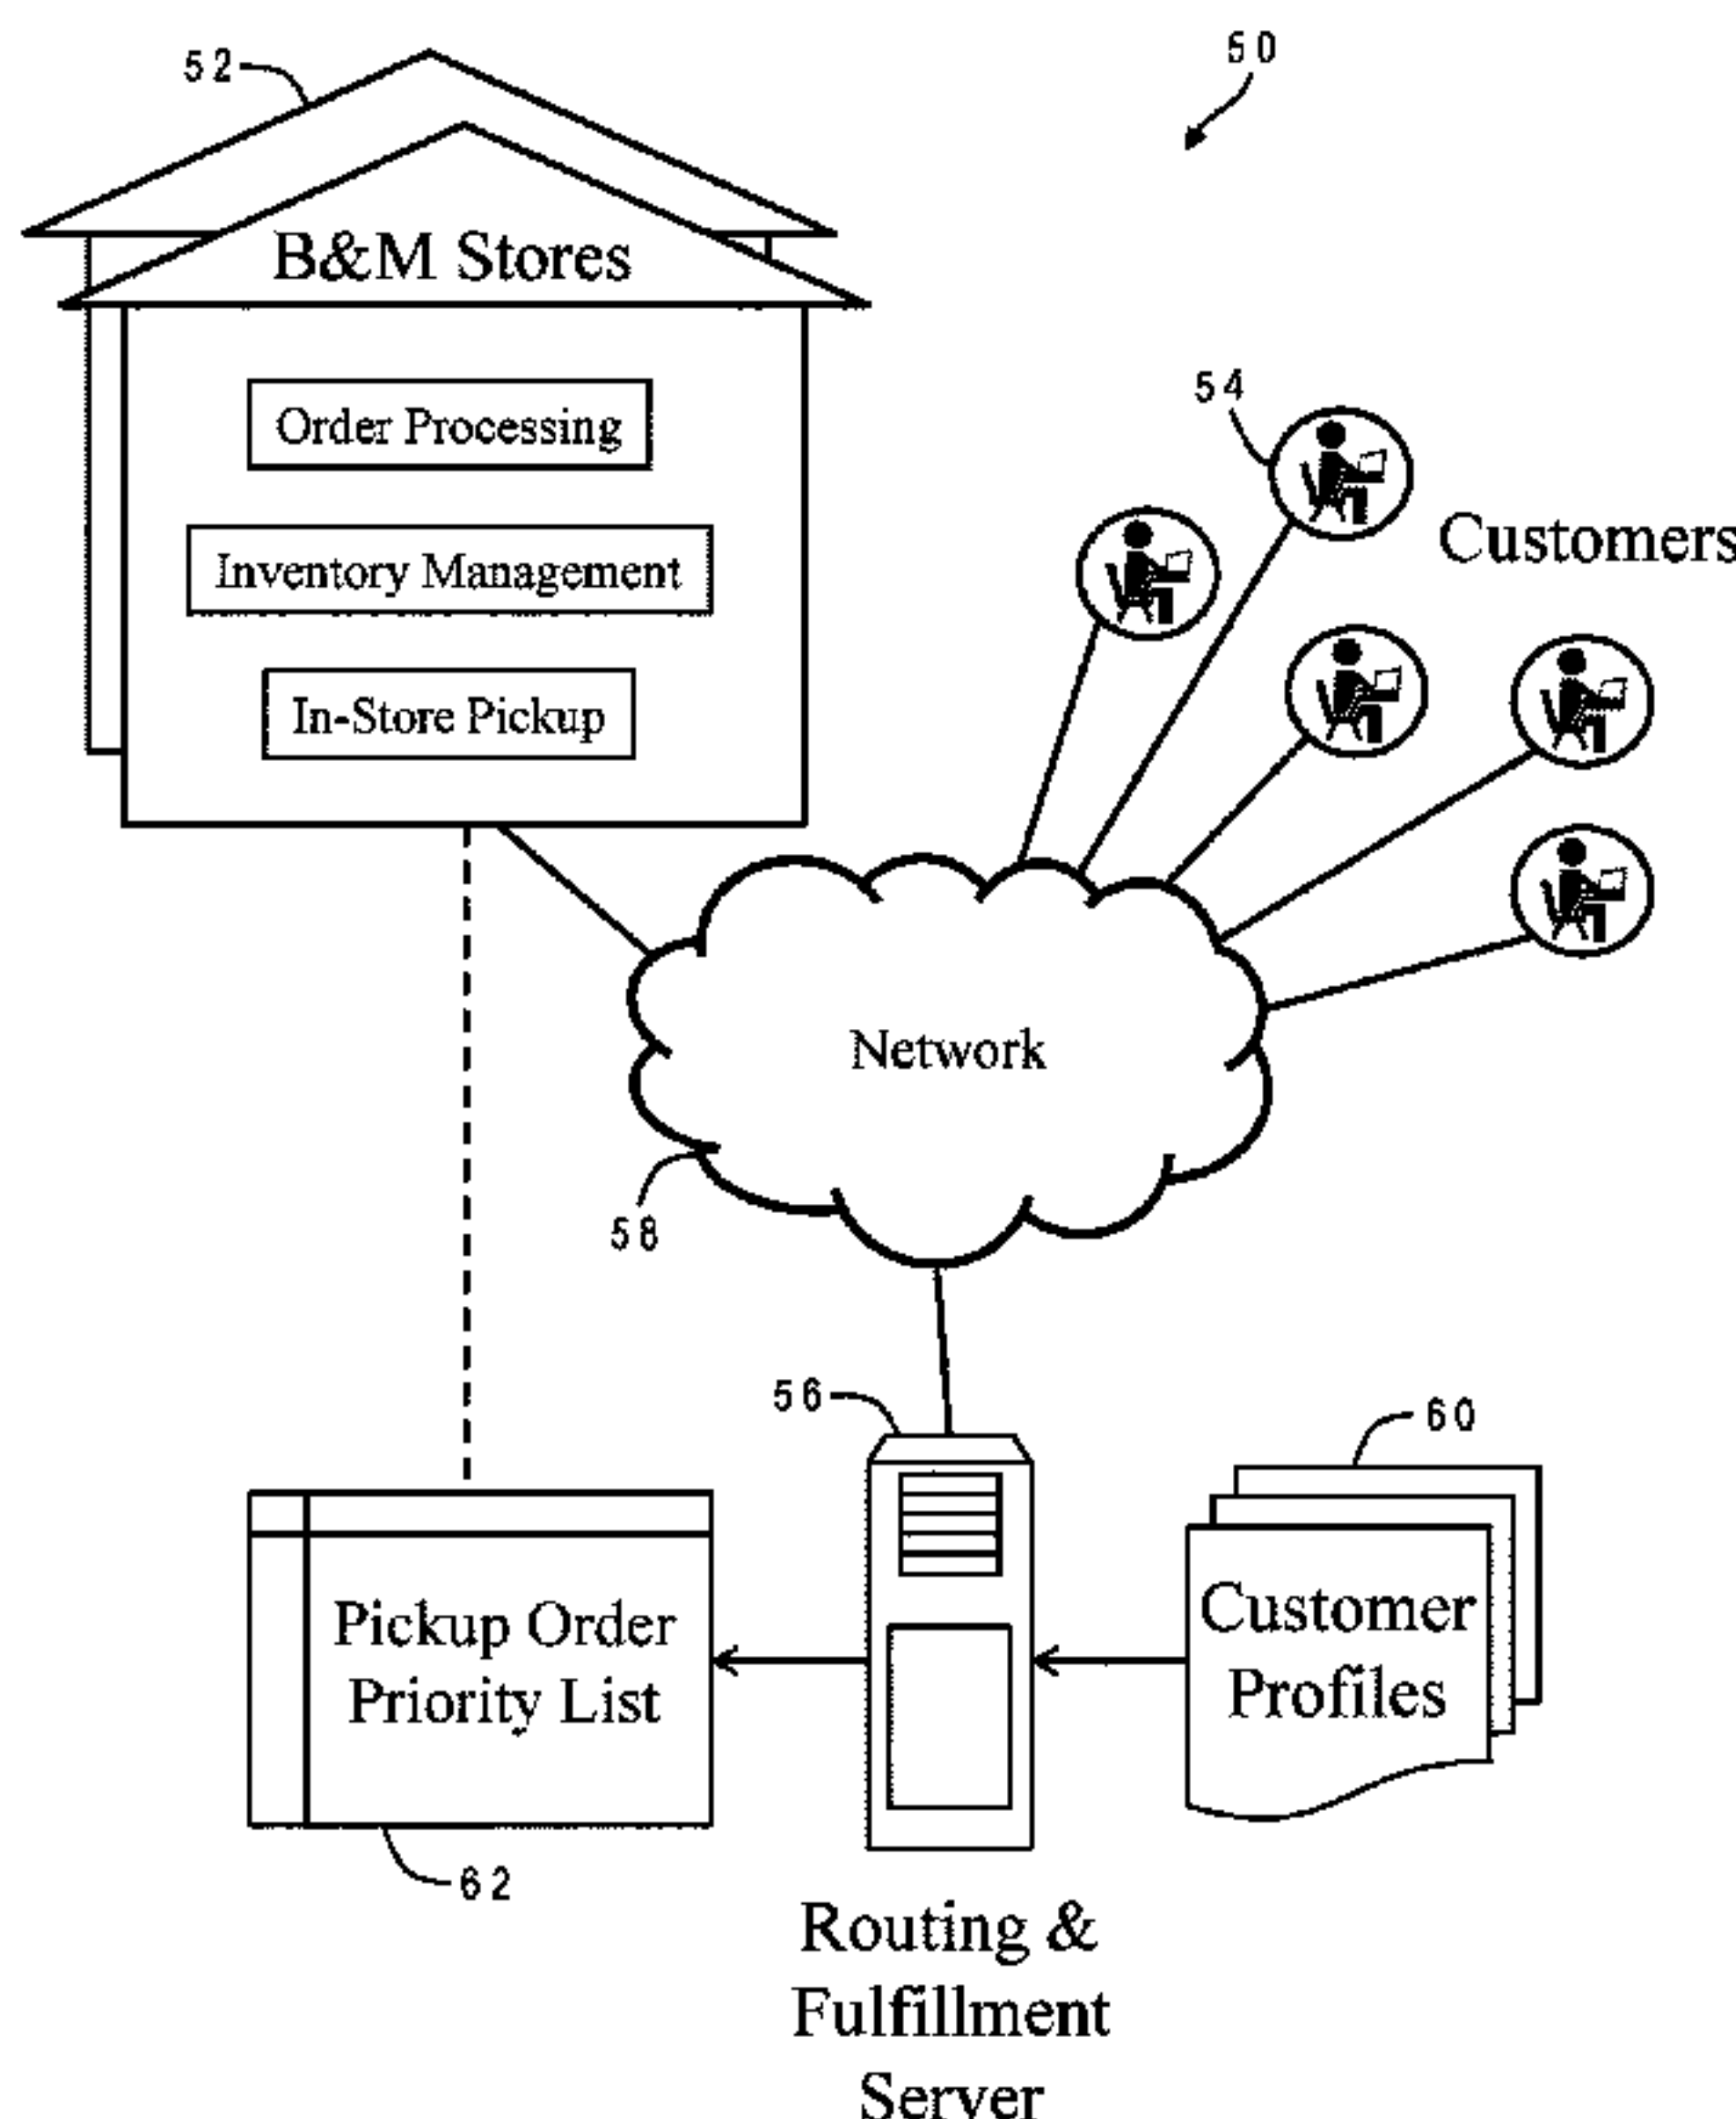 52
50
B&M Stores
Order Processing
Inventory Management
In-Store Pickup
54
Customers
Network
58
56
60
Pickup Order
Priority List
Customer
Profiles
62
Routing &
Fulfillment
Server